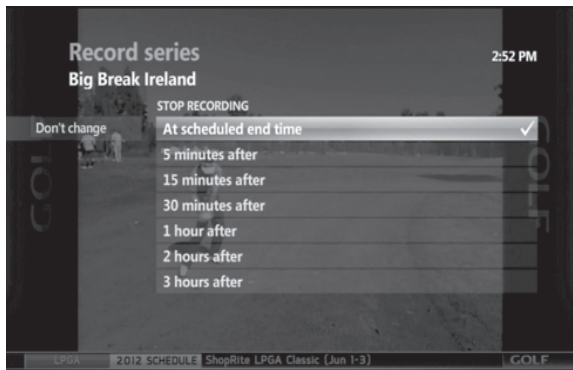 Record series
2:52 PM
Big Break Ireland
STOP RECORDING
Don't change
At scheduled end time
5 minutes after
15 minutes after
30 minutes after
1 hour after
2 hours after
3 hours after
GOLF
GOLF
LPGA 2012 SCHEDULE ShopRite LPGA Classic (Jun 1-3) GOLF